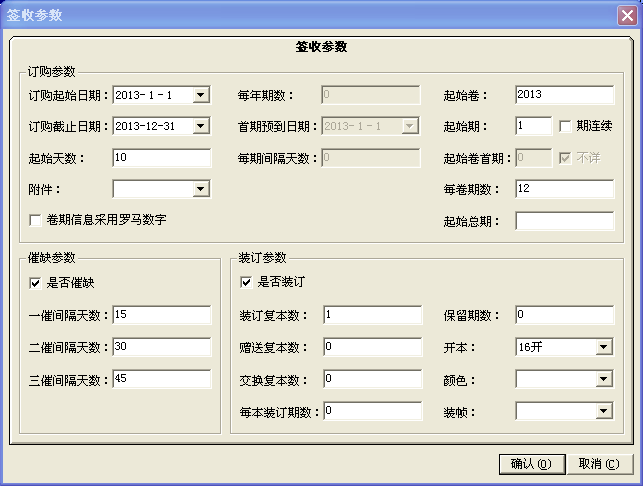 签收参数
签收参数
订购参数
订购起始日期： 2013- 1 - 1 每年期数： 0 起始卷： 2013
订购截止日期： 2013-12-31 首期预到日期： 2013- 1 - 1 起始期： 1 期连续
起始天数： 10 每期间隔天数： 0 起始卷首期： 0 不详
附件： 每卷期数： 12
卷期信息采用罗马数字 起始总期：
催缺参数 装订参数
是否催缺 是否装订
一催间隔天数： 15 装订复本数： 1 保留期数： 0
二催间隔天数： 30 赠送复本数： 0 开本： 16开
三催间隔天数： 45 交换复本数： 0 颜色：
每本装订期数： 0 装帧：
确认(O) 取消(C)